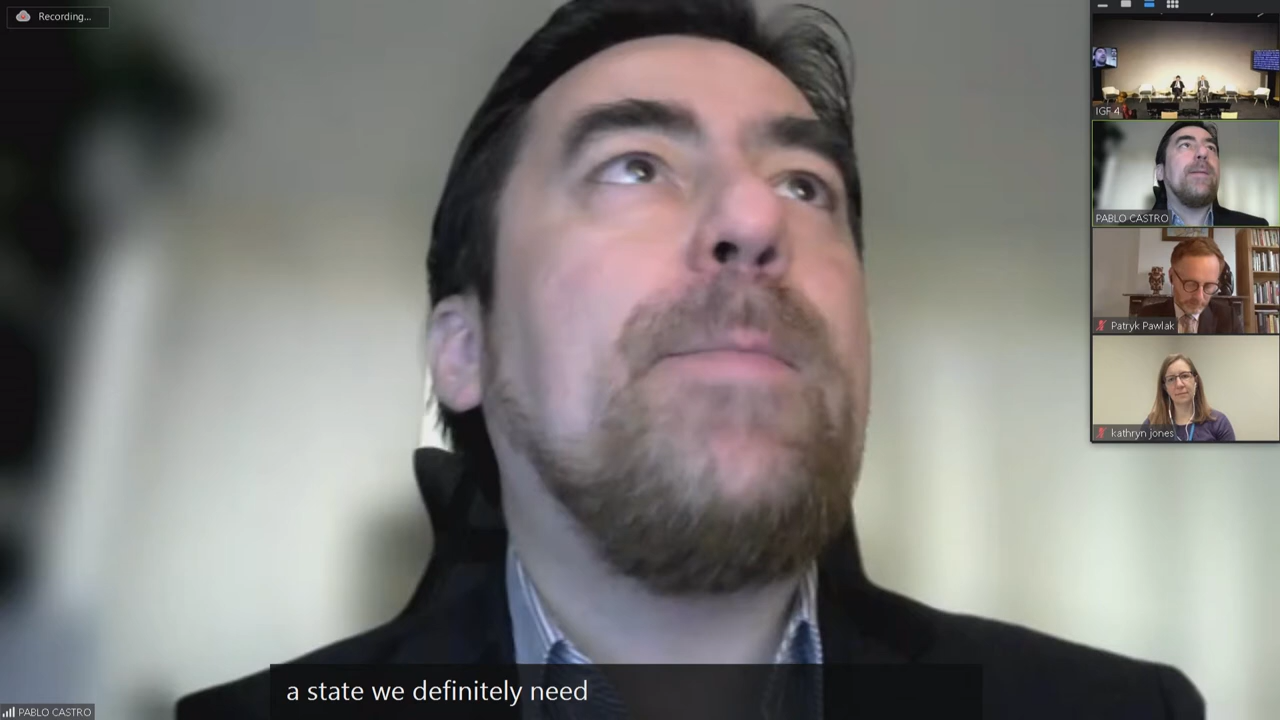 Recording...
IGF 4
PABLO CASTRO
Patryk Pawlak
kathryn jones
a state we definitely need
PABLO CASTRO